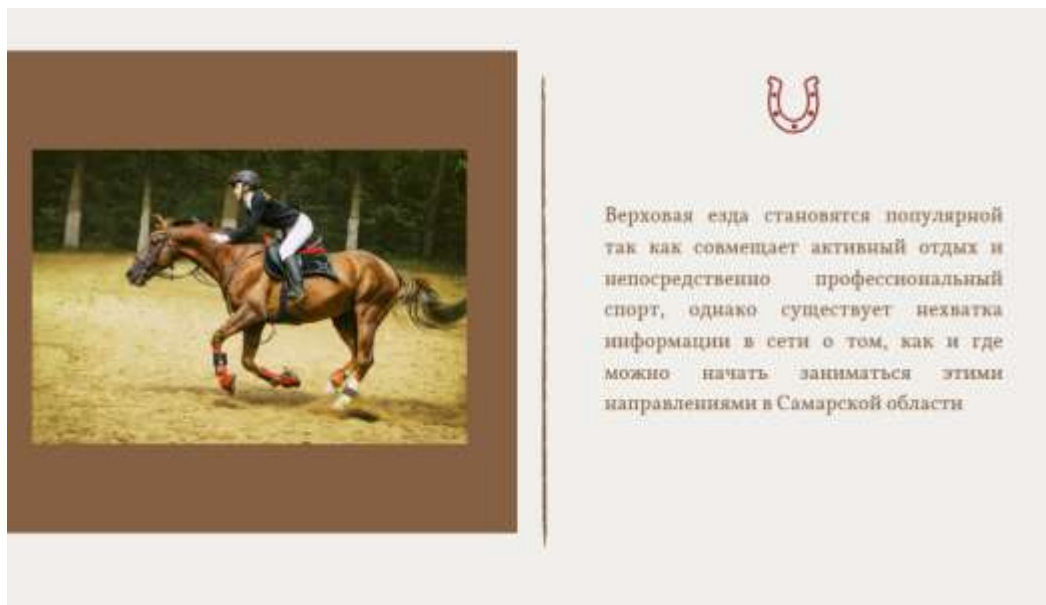 Верховая езда становятся популярной
так как совмещает активный отдых и
непосредственно профессиональный
спорт, однако существует нехватка
информации в сети о том, как и где
можно начать заниматься этими
направлениями в Самарской области